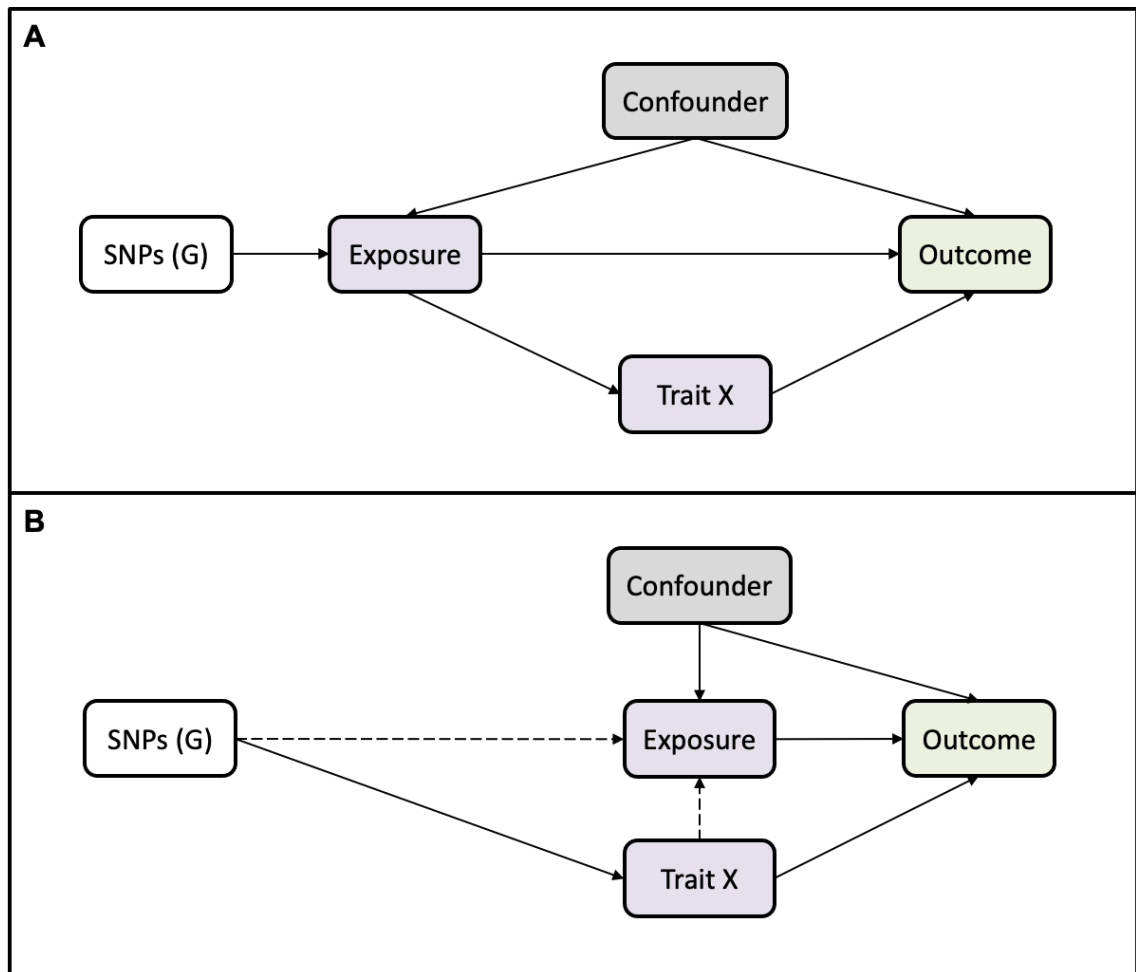 A
Confounder
SNPs (G)
Exposure
Outcome
Trait X
B
Confounder
SNPs (G)
Exposure
Outcome
Trait X